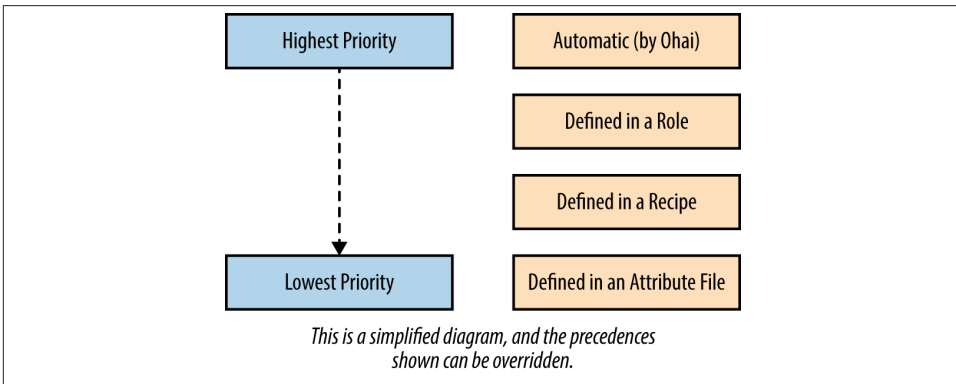 Highest Priority
Automatic (by Ohai)
Defined in a Role
Defined in a Recipe
Lowest Priority
Defined in an Attribute File
This is a simplified diagram, and the precedences
shown can be overridden.